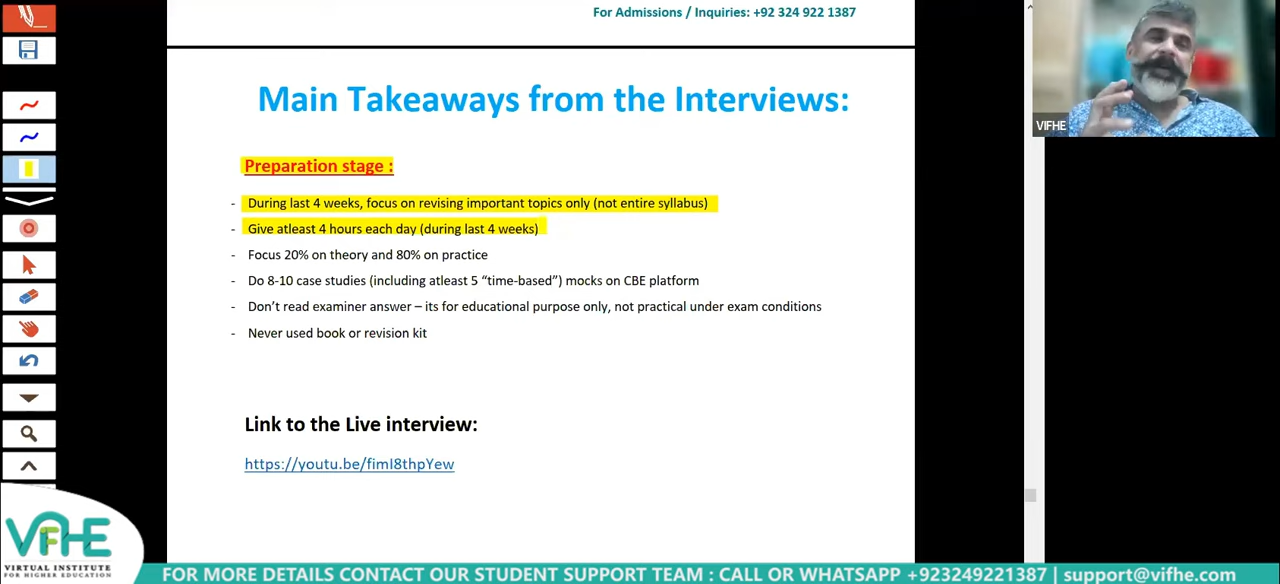 For Admissions / Inquiries: +92 324 922 1387
Main Takeaways from the Interviews:
Preparation stage :
- During last 4 weeks, focus on revising important topics only (not entire syllabus)
- Give atleast 4 hours each day (during last 4 weeks)
- Focus 20% on theory and 80% on practice
- Do 8-10 case studies (including atleast 5 “time-based”) mocks on CBE platform
- Don’t read examiner answer – its for educational purpose only, not practical under exam conditions
- Never used book or revision kit
Link to the Live interview:
https://youtu.be/fimI8thpYew
VIFHE
VIFHE
VIRTUAL INSTITUTE
FOR HIGHER EDUCATION
FOR MORE DETAILS CONTACT OUR STUDENT SUPPORT TEAM : CALL OR WHATSAPP +923249221387 | support@vifhe.com